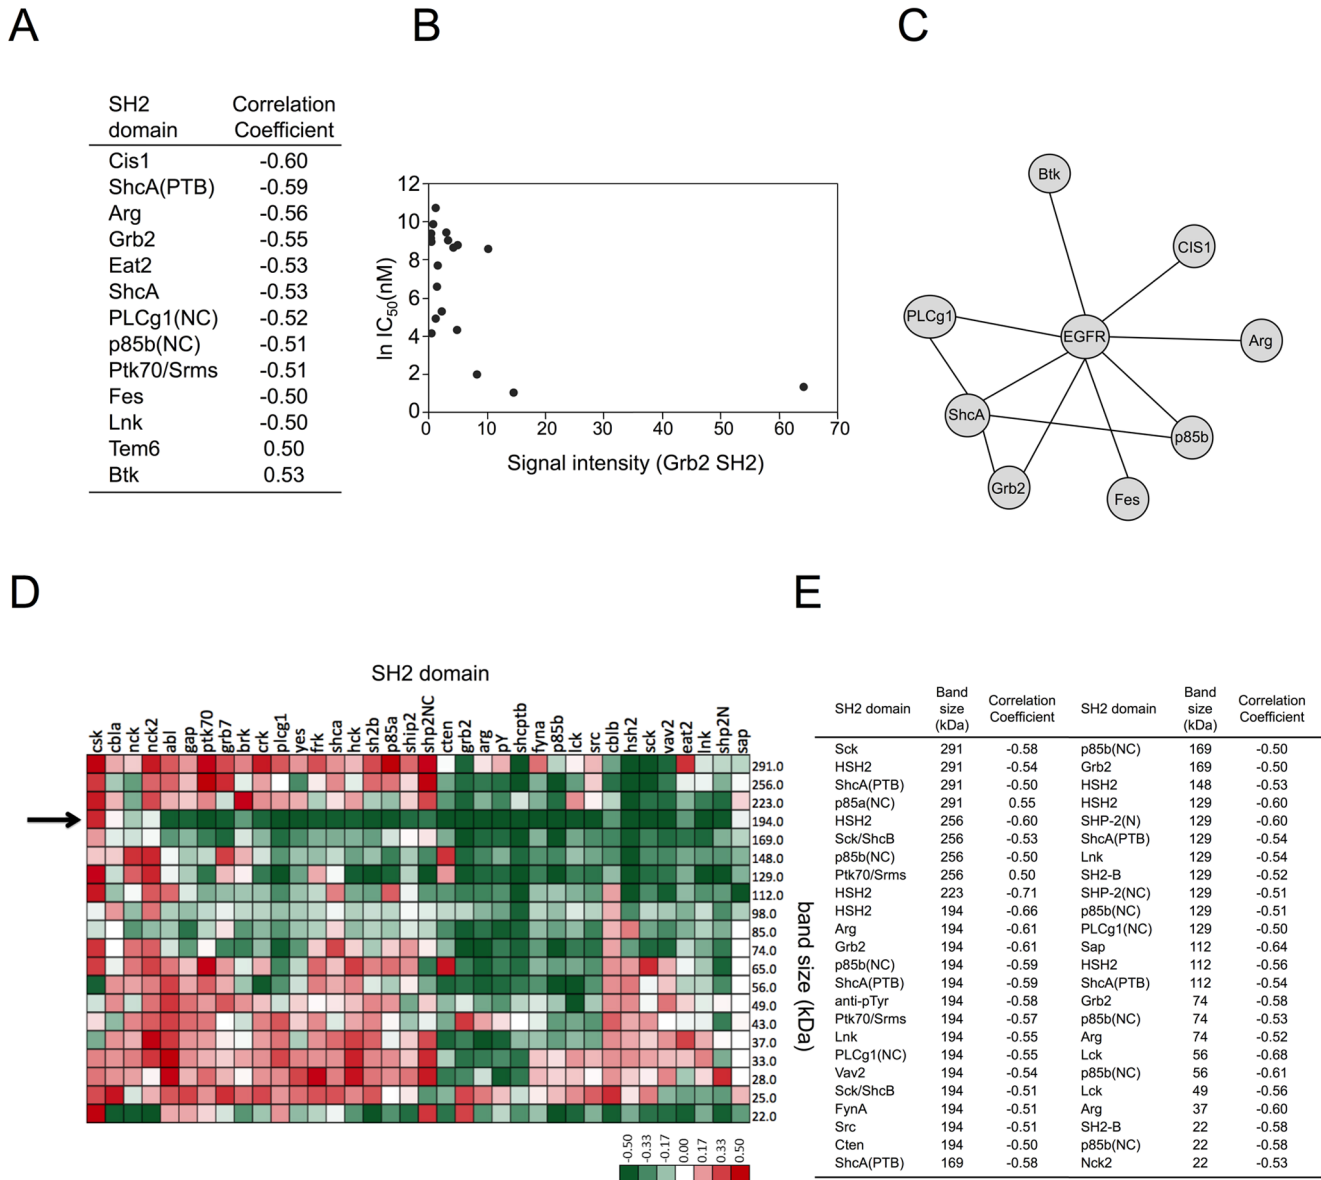 A
B
C
SH2 domain Correlation Coefficient
Cis1 -0.60
ShcA(PTB) -0.59
Arg -0.56
Grb2 -0.55
Eat2 -0.53
ShcA -0.53
PLCg1(NC) -0.52
p85b(NC) -0.51
Ptk70/Srms -0.51
Fes -0.50
Lnk -0.50
Tem6 0.50
Btk 0.53
ln IC50(nM)
12
10
8
6
4
2
0
0 10 20 30 40 50 60 70
Signal intensity (Grb2 SH2)
Btk
CIS1
PLCg1
EGFR
Arg
ShcA
p85b
Grb2
Fes
D
SH2 domain
csk cbla nck nck2 abl gap ptk70 grb7 brk crk plcg1 yes frk shca hck sh2b p85a ship2 shp2NC cten grb2 arg pY shcptb fyna p85b lck src cblb hsh2 sck vav2 eat2 lnk shp2N sap
291.0
256.0
223.0
194.0
169.0
148.0
129.0
112.0
98.0
85.0
74.0
65.0
56.0
49.0
43.0
37.0
33.0
28.0
25.0
22.0
band size (kDa)
-0.50 -0.33 -0.17 0.00 0.17 0.33 0.50
E
SH2 domain Band size (kDa) Correlation Coefficient SH2 domain Band size (kDa) Correlation Coefficient
Sck 291 -0.58 p85b(NC) 169 -0.50
HSH2 291 -0.54 Grb2 169 -0.50
ShcA(PTB) 291 -0.50 HSH2 148 -0.53
p85a(NC) 291 0.55 HSH2 129 -0.60
HSH2 256 -0.60 SHP-2(N) 129 -0.60
Sck/ShcB 256 -0.53 ShcA(PTB) 129 -0.54
p85b(NC) 256 -0.50 Lnk 129 -0.54
Ptk70/Srms 256 0.50 SH2-B 129 -0.52
HSH2 223 -0.71 SHP-2(NC) 129 -0.51
HSH2 194 -0.66 p85b(NC) 129 -0.51
Arg 194 -0.61 PLCg1(NC) 129 -0.50
Grb2 194 -0.61 Sap 112 -0.64
p85b(NC) 194 -0.59 HSH2 112 -0.56
ShcA(PTB) 194 -0.59 ShcA(PTB) 112 -0.54
anti-pTyr 194 -0.58 Grb2 74 -0.58
Ptk70/Srms 194 -0.57 p85b(NC) 74 -0.53
Lnk 194 -0.55 Arg 74 -0.52
PLCg1(NC) 194 -0.55 Lck 56 -0.68
Vav2 194 -0.54 p85b(NC) 56 -0.61
Sck/ShcB 194 -0.51 Lck 49 -0.56
FynA 194 -0.51 Arg 37 -0.60
Src 194 -0.51 SH2-B 22 -0.58
Cten 194 -0.50 p85b(NC) 22 -0.58
ShcA(PTB) 169 -0.58 Nck2 22 -0.53